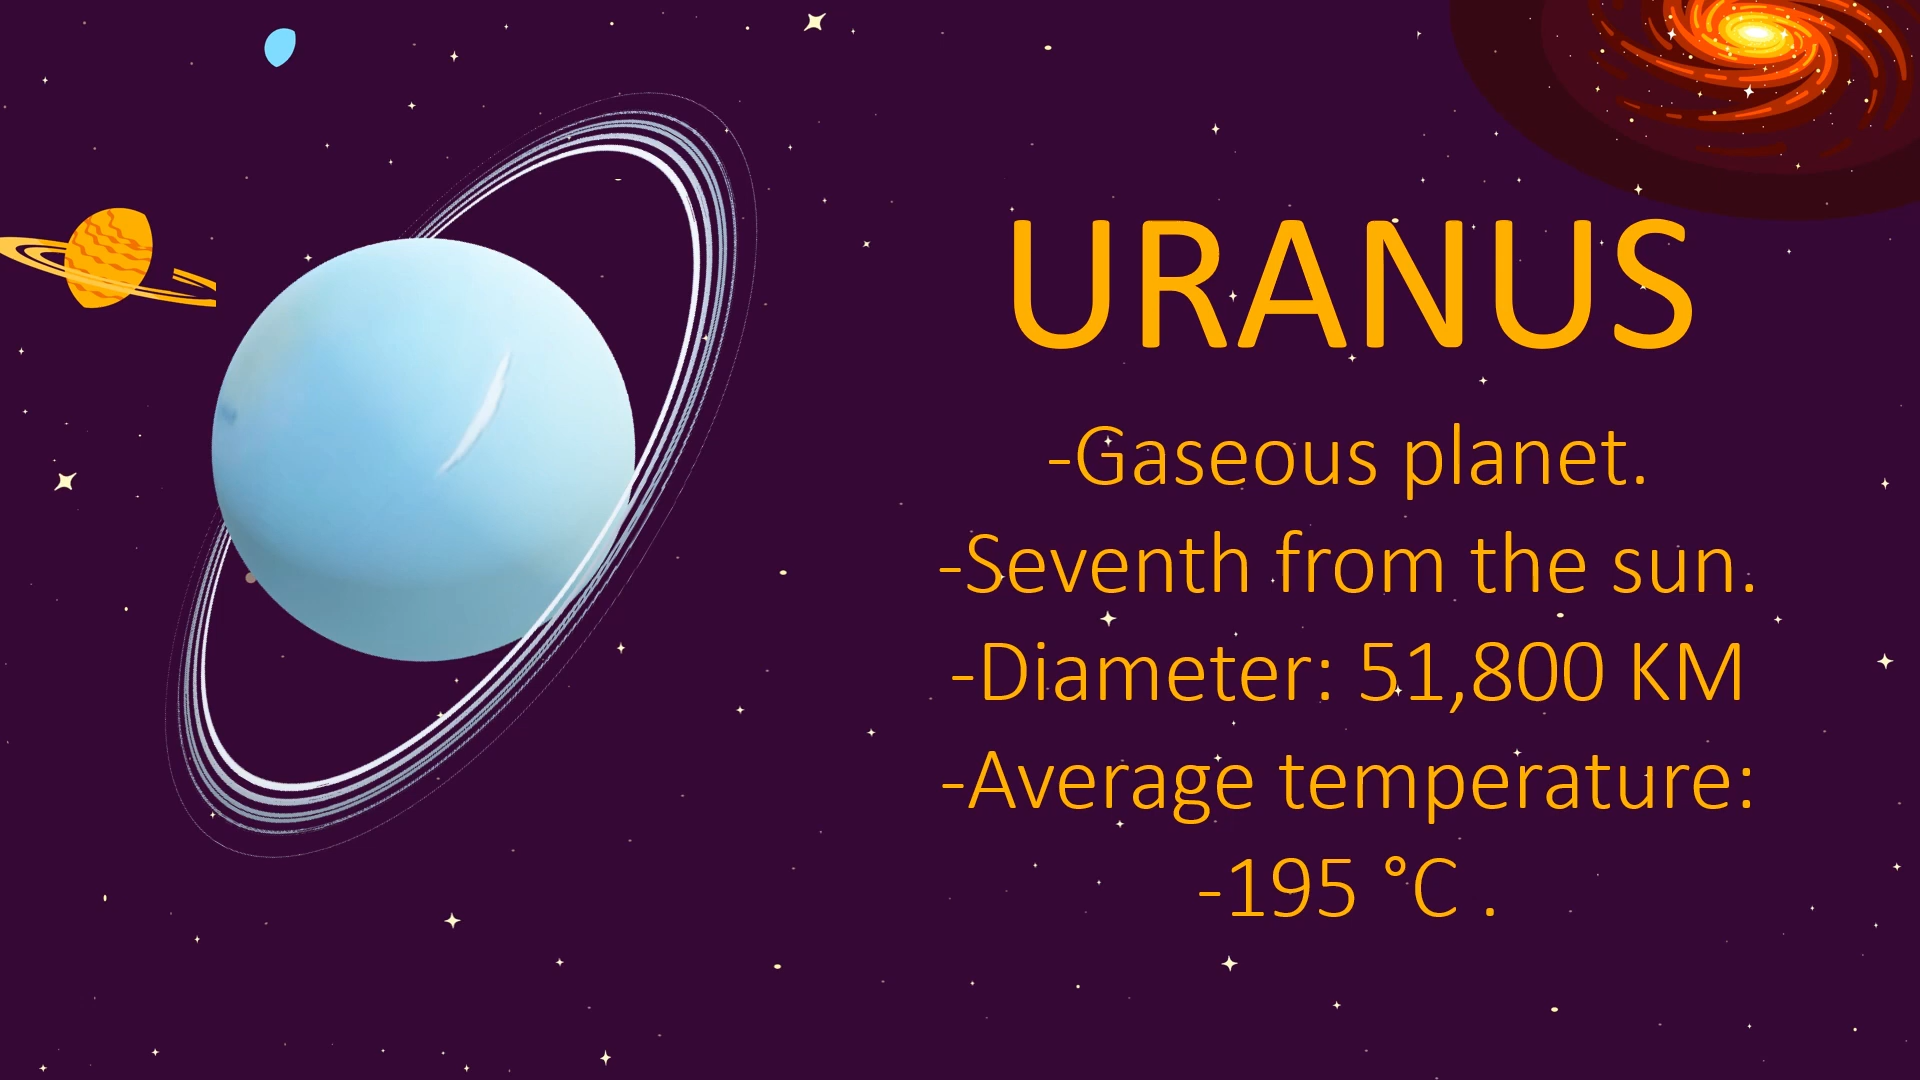 URANUS
-Gaseous planet.
-Seventh from the sun.
-Diameter: 51,800 KM
-Average temperature:
-195 °C .